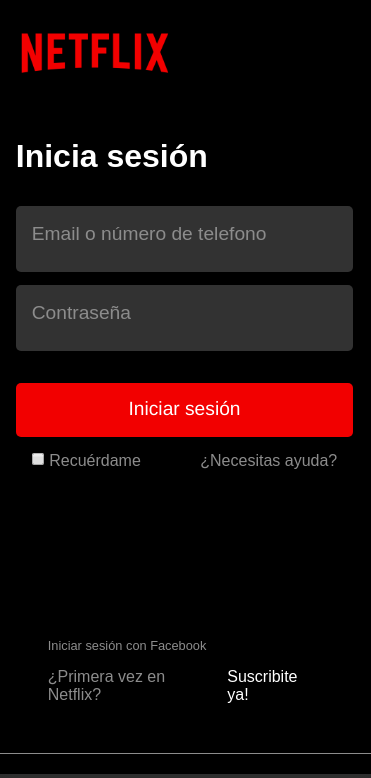 NETFLIX
Inicia sesión
Email o número de telefono
Contraseña
Iniciar sesión
Recuérdame ¿Necesitas ayuda?
Iniciar sesión con Facebook
¿Primera vez en Netflix?
Suscribite ya!